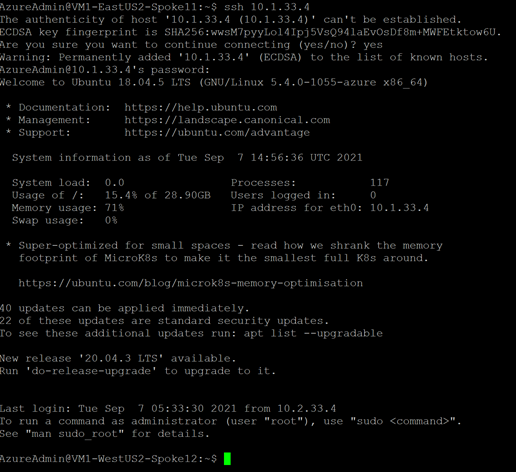 AzureAdmin@VM1-EastUS2-Spoke11:~$ ssh 10.1.33.4
The authenticity of host '10.1.33.4 (10.1.33.4)' can't be established.
ECDSA key fingerprint is SHA256:wwsM7pyyLol4Ipj5VsQ94laEvOsDf8m+MWFEtktow6U.
Are you sure you want to continue connecting (yes/no)? yes
Warning: Permanently added '10.1.33.4' (ECDSA) to the list of known hosts.
AzureAdmin@10.1.33.4's password:
Welcome to Ubuntu 18.04.5 LTS (GNU/Linux 5.4.0-1055-azure x86_64)
* Documentation: https://help.ubuntu.com
* Management: https://landscape.canonical.com
* Support: https://ubuntu.com/advantage
System information as of Tue Sep 7 14:56:36 UTC 2021
System load: 0.0 Processes: 117
Usage of /: 15.4% of 28.90GB Users logged in: 0
Memory usage: 71% IP address for eth0: 10.1.33.4
Swap usage: 0%
* Super-optimized for small spaces - read how we shrank the memory
footprint of MicroK8s to make it the smallest full K8s around.
https://ubuntu.com/blog/microk8s-memory-optimisation
40 updates can be applied immediately.
22 of these updates are standard security updates.
To see these additional updates run: apt list --upgradable
New release '20.04.3 LTS' available.
Run 'do-release-upgrade' to upgrade to it.
Last login: Tue Sep 7 05:33:30 2021 from 10.2.33.4
To run a command as administrator (user "root"), use "sudo <command>".
See "man sudo_root" for details.
AzureAdmin@VM1-WestUS2-Spoke12:~$